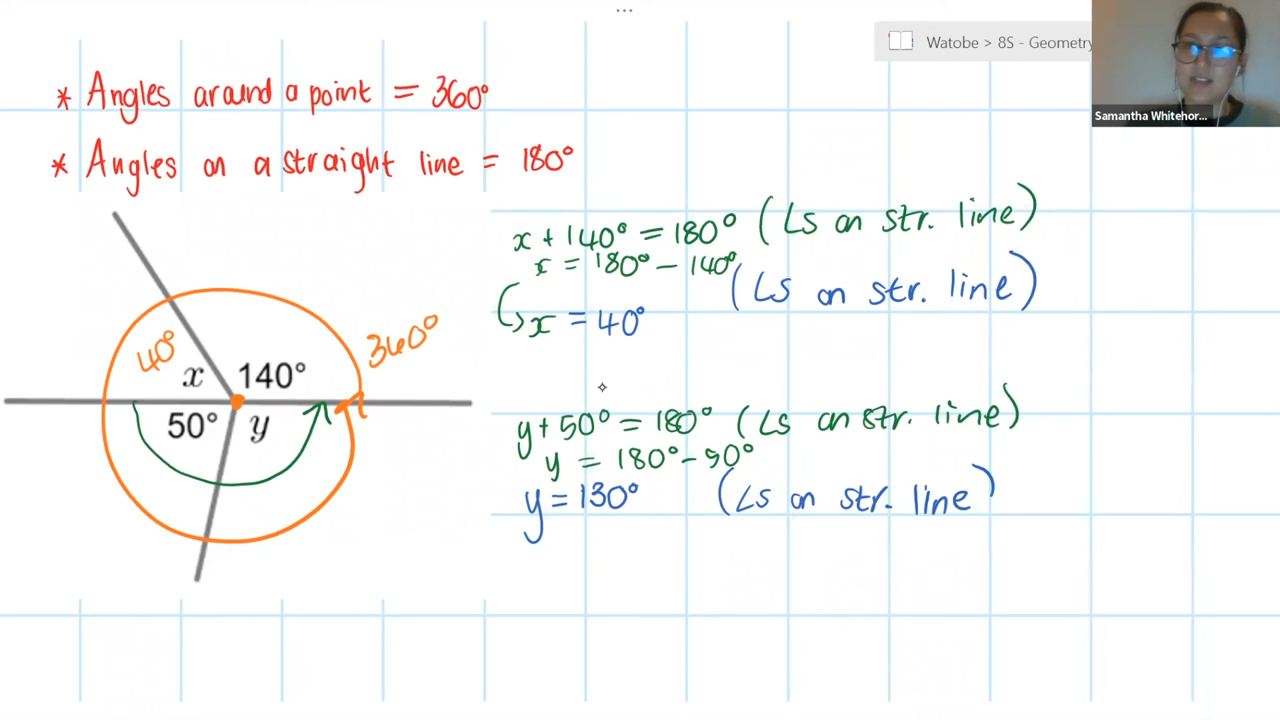 ...
Watobe > 8S - Geometry
Samantha Whitehor...
* Angles around a point = 360°
* Angles on a straight line = 180°
x + 140° = 180° (∠s on str. line)
x = 180° - 140°
x = 40° (∠s on str. line)
40°
360°
x
140°
50°
y
y + 50° = 180° (∠s on str. line)
y = 180° - 50°
y = 130° (∠s on str. line)